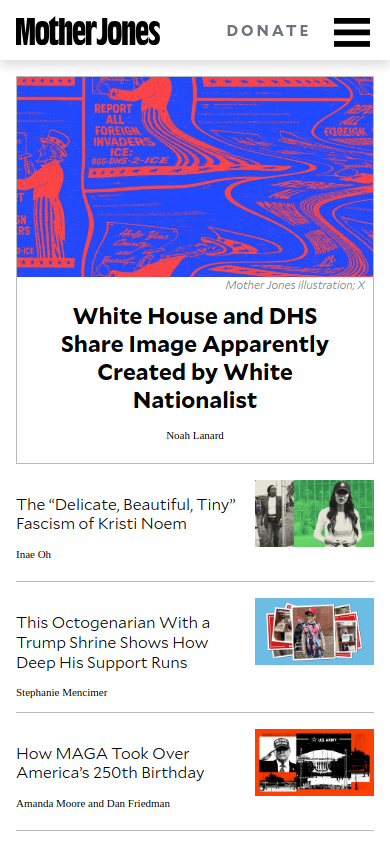 Mother Jones
DONATE
REPORT
ALL
FOREIGN
INVADERS
ICE:
866-DHS-2-ICE
FOREIGN
Help Your
Country
Mother Jones illustration; X
White House and DHS
Share Image Apparently
Created by White
Nationalist
Noah Lanard
The “Delicate, Beautiful, Tiny”
Fascism of Kristi Noem
Inae Oh
This Octogenarian With a
Trump Shrine Shows How
Deep His Support Runs
Stephanie Mencimer
How MAGA Took Over
America’s 250th Birthday
Amanda Moore and Dan Friedman
U.S. ARMY